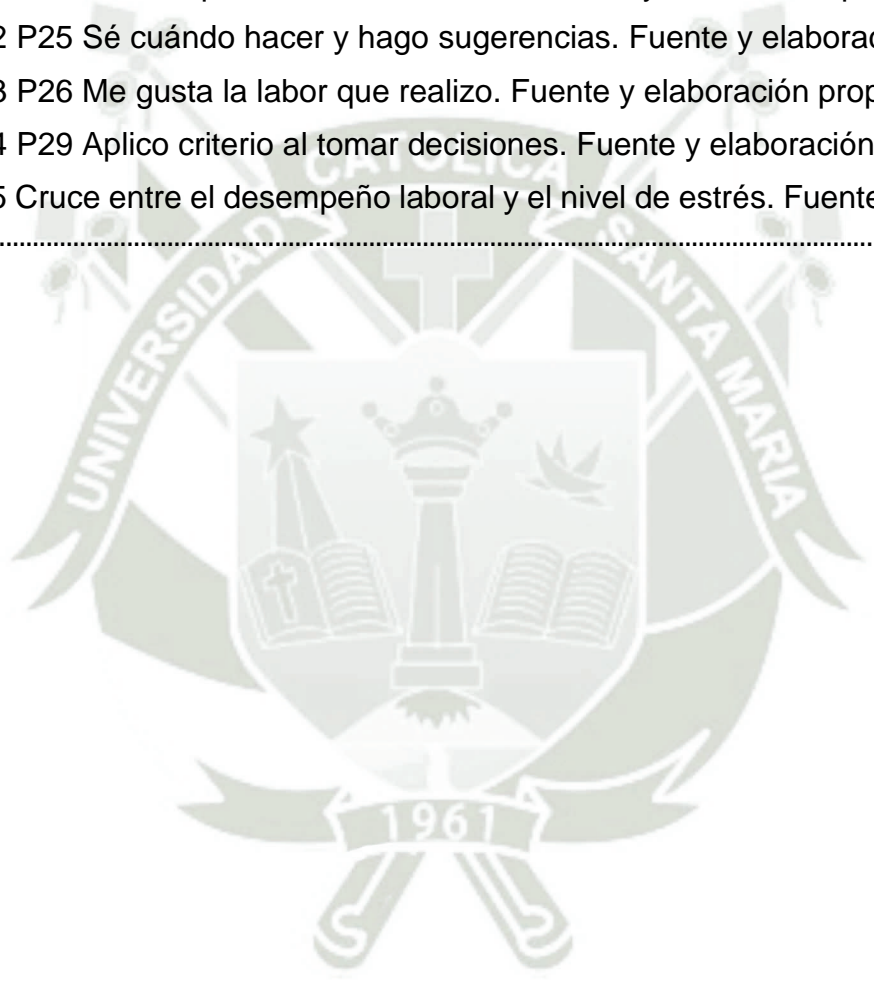 2 P25 Sé cuándo hacer y hago sugerencias. Fuente y elaborac
3 P26 Me gusta la labor que realizo. Fuente y elaboración prop
4 P29 Aplico criterio al tomar decisiones. Fuente y elaboración
5 Cruce entre el desempeño laboral y el nivel de estrés. Fuente
UNIVERSIDAD CATOLICA SANTA MARIA
1961